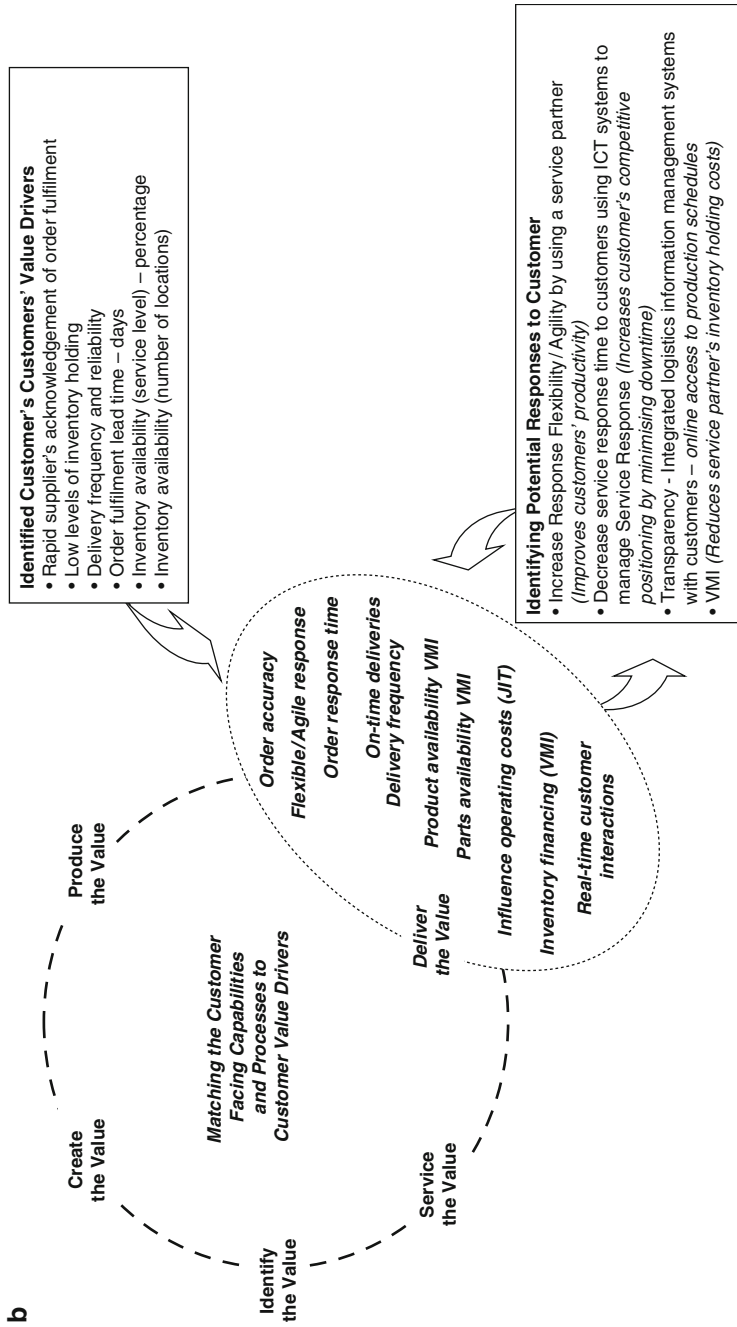 b
Identify
the Value
Create
the Value
Produce
the Value
Deliver
the Value
Service
the Value
Matching the Customer
Facing Capabilities
and Processes to
Customer Value Drivers
Order accuracy
Flexible/Agile response
Order response time
On-time deliveries
Delivery frequency
Product availability VMI
Parts availability VMI
Influence operating costs (JIT)
Inventory financing (VMI)
Real-time customer
interactions
Identified Customer's Customers' Value Drivers
• Rapid supplier's acknowledgement of order fulfilment
• Low levels of inventory holding
• Delivery frequency and reliability
• Order fulfilment lead time – days
• Inventory availability (service level) – percentage
• Inventory availability (number of locations)
Identifying Potential Responses to Customer
• Increase Response Flexibility/Agility by using a service partner
(Improves customers' productivity)
• Decrease service response time to customers using ICT systems to
manage Service Response (Increases customer's competitive
positioning by minimising downtime)
• Transparency - Integrated logistics information management systems
with customers – online access to production schedules
• VMI (Reduces service partner's inventory holding costs)